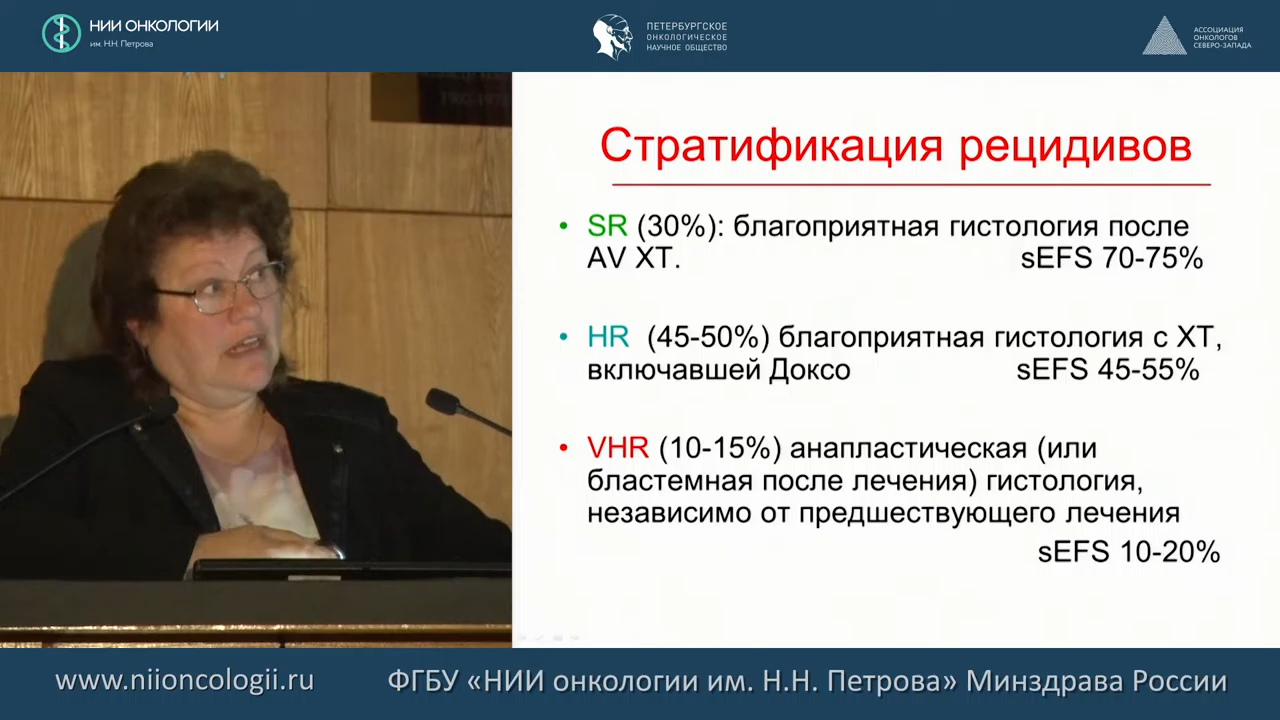 НИИ ОНКОЛОГИИ
им. Н.Н. Петрова
ПЕТЕРБУРГСКОЕ
ОНКОЛОГИЧЕСКОЕ
НАУЧНОЕ ОБЩЕСТВО
АССОЦИАЦИЯ
ОНКОЛОГОВ
СЕВЕРО-ЗАПАДА
Стратификация рецидивов
• SR (30%): благоприятная гистология после
AV ХТ. sEFS 70-75%
• HR (45-50%) благоприятная гистология с ХТ,
включавшей Доксо sEFS 45-55%
• VHR (10-15%) анапластическая (или
бластемная после лечения) гистология,
независимо от предшествующего лечения
sEFS 10-20%
www.niioncologii.ru
ФГБУ «НИИ онкологии им. Н.Н. Петрова» Минздрава России